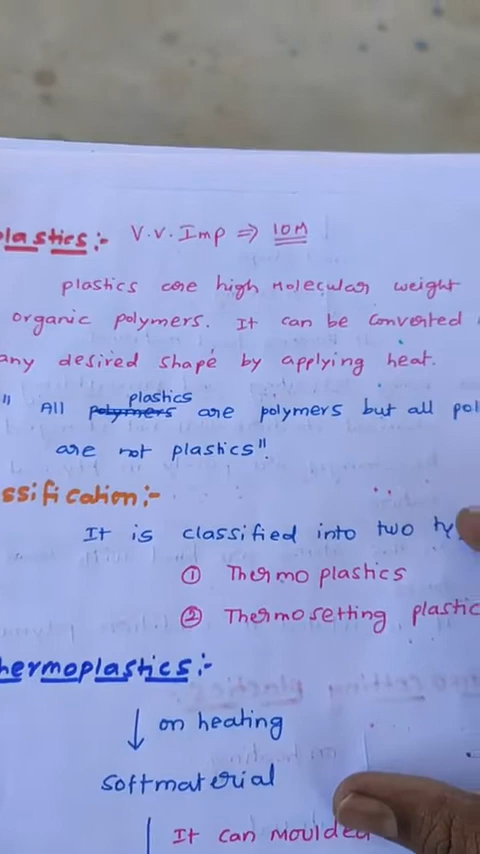 lastics:- V.V. Imp ⇒ 10M
plastics are high Molecular weight
organic polymers. It can be converted
any desired shape by applying heat.
" All polymers plastics are polymers but all pol
are not plastics".
ssification:-
It is classified into two ty
① Thermo plastics
② Thermosetting plastic
hermoplastics:-
↓ on heating
Softmaterial
It can moulded